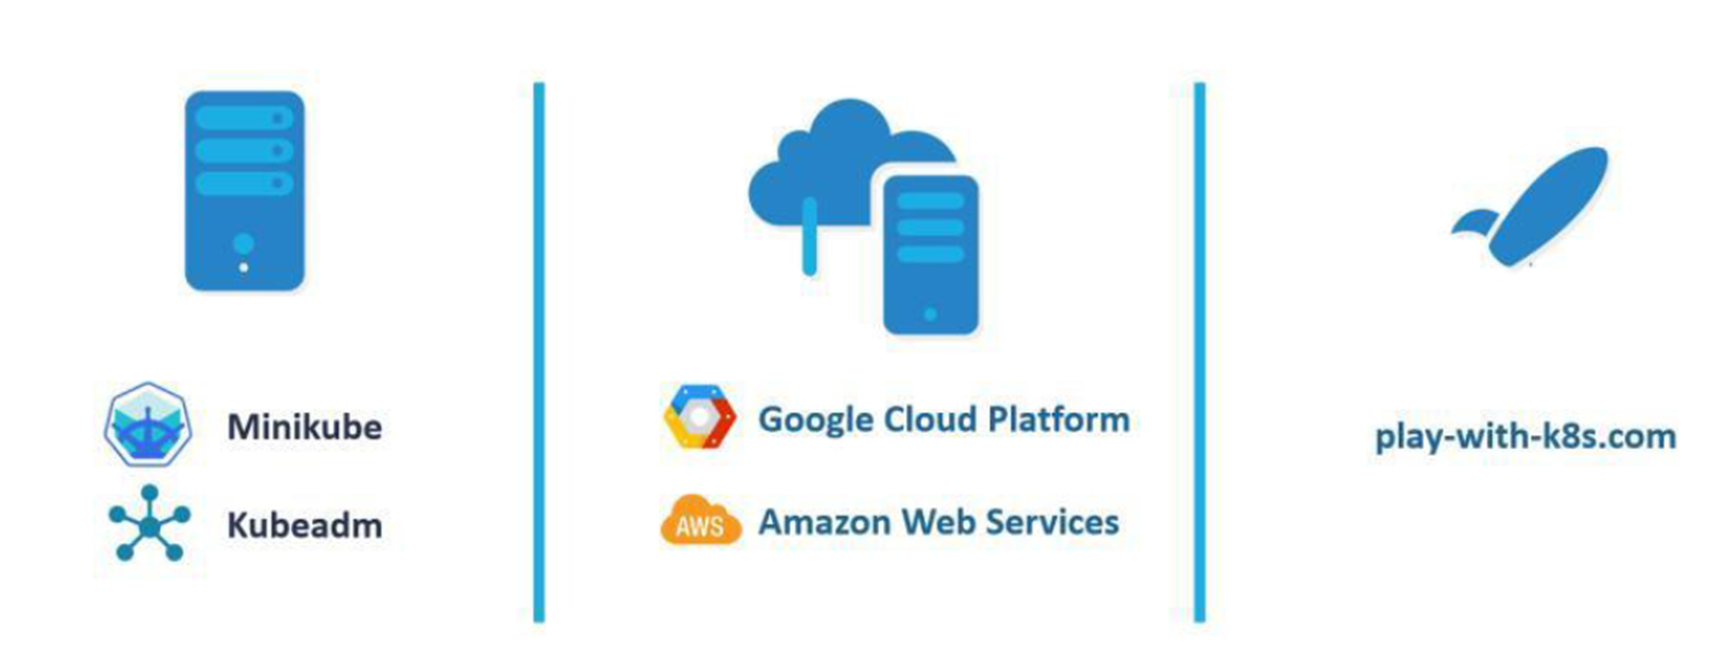 Minikube
Kubeadm
Google Cloud Platform
AWS Amazon Web Services
play-with-k8s.com